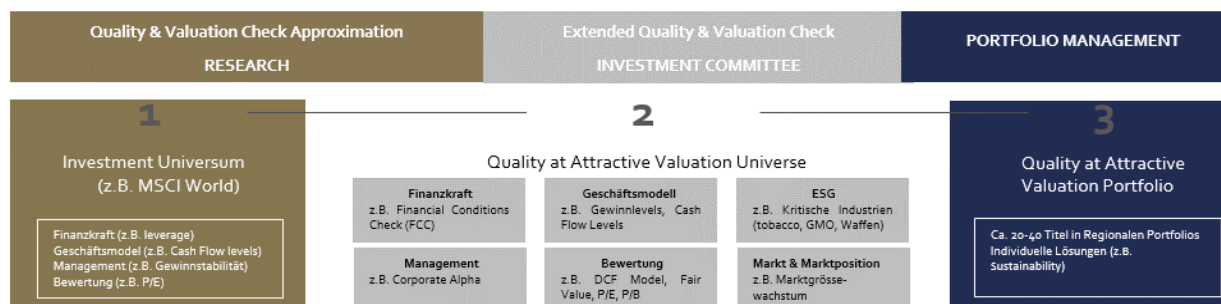 Quality & Valuation Check Approximation
RESEARCH
Extended Quality & Valuation Check
INVESTMENT COMMITTEE
PORTFOLIO MANAGEMENT
1
Investment Universum
(z.B. MSCI World)
Finanzkraft (z.B. leverage)
Geschäftsmodel (z.B. Cash Flow levels)
Management (z.B. Gewinnstabilität)
Bewertung (z.B. P/E)
2
Quality at Attractive Valuation Universe
Finanzkraft
z.B. Financial Conditions
Check (FCC)
Geschäftsmodell
z.B. Gewinnlevels, Cash
Flow Levels
ESG
z.B. Kritische Industrien
(tobacco, GMO, Waffen)
Management
z.B. Corporate Alpha
Bewertung
z.B. DCF Model, Fair
Value, P/E, P/B
Markt & Marktposition
z.B. Marktgrösse-
wachstum
3
Quality at Attractive
Valuation Portfolio
Ca. 20-40 Titel in Regionalen Portfolios
Individuelle Lösungen (z.B.
Sustainability)